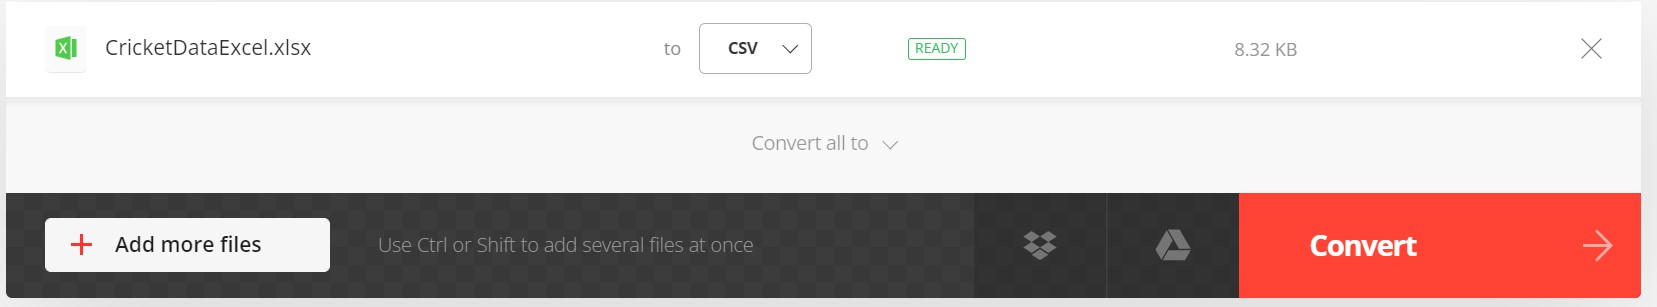 CricketDataExcel.xlsx to CSV READY 8.32 KB
Convert all to
Add more files Use Ctrl or Shift to add several files at once Convert